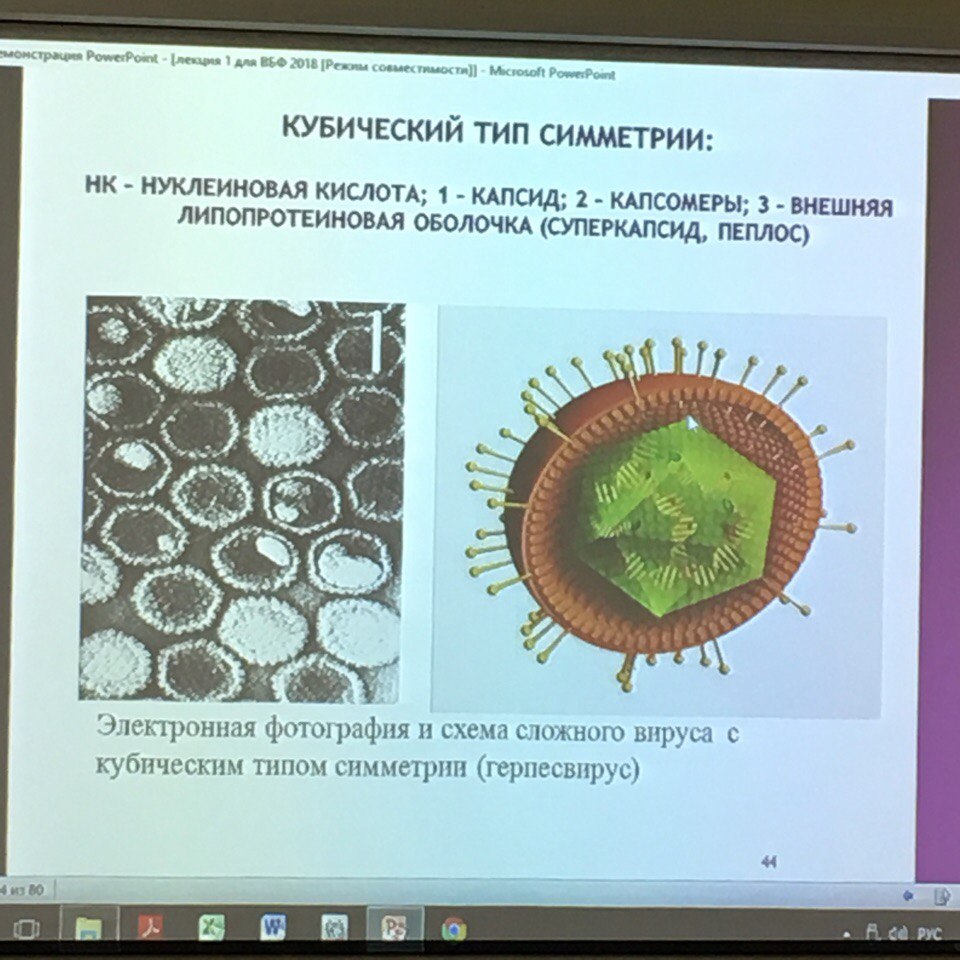 емонстрация PowerPoint - [лекция 1 для ВБФ 2018 [Режим совместимости]] - Microsoft PowerPoint
КУБИЧЕСКИЙ ТИП СИММЕТРИИ:
НК - НУКЛЕИНОВАЯ КИСЛОТА; 1 - КАПСИД; 2 - КАПСОМЕРЫ; 3 - ВНЕШНЯЯ
ЛИПОПРОТЕИНОВАЯ ОБОЛОЧКА (СУПЕРКАПСИД, ПЕПЛОС)
Электронная фотография и схема сложного вируса с
кубическим типом симметрии (герпесвирус)
44
4 из 80
РУС